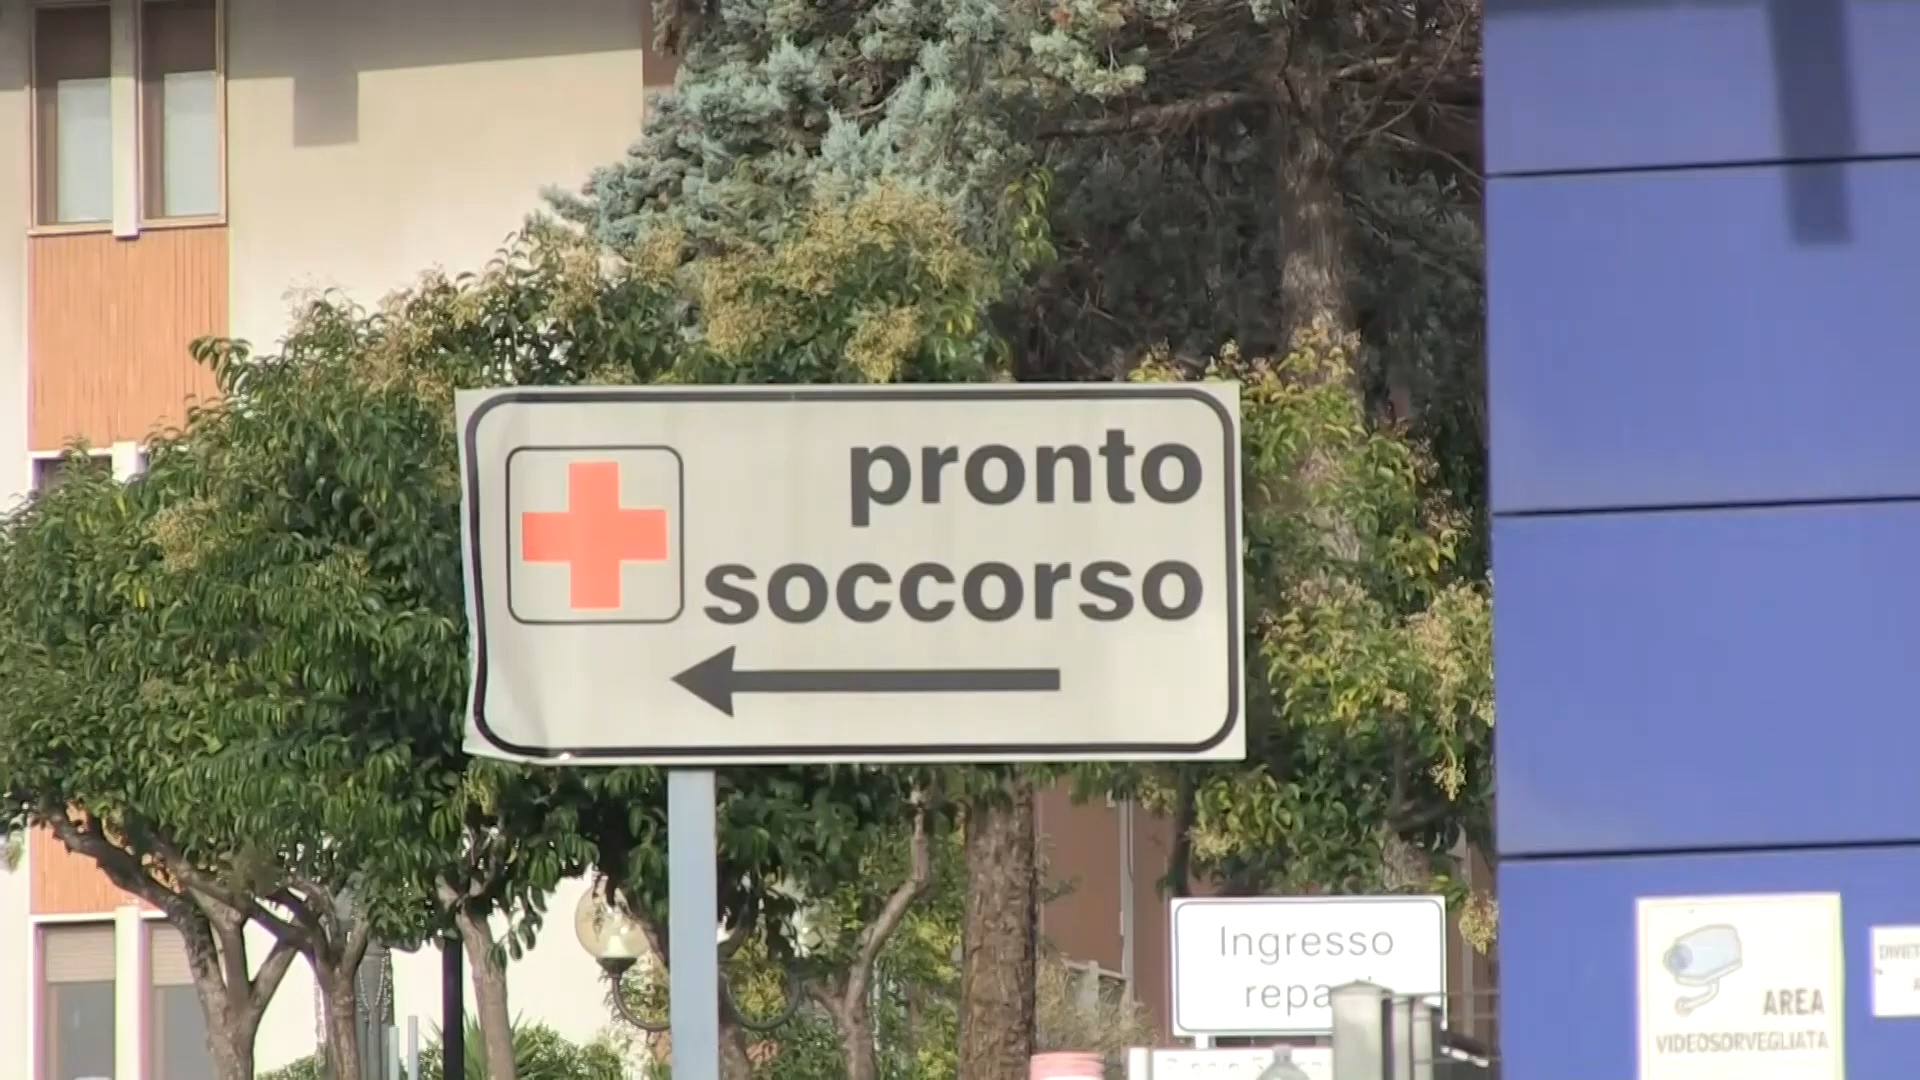 pronto
soccorso
Ingresso
AREA
VIDEOSORVEGLIATA